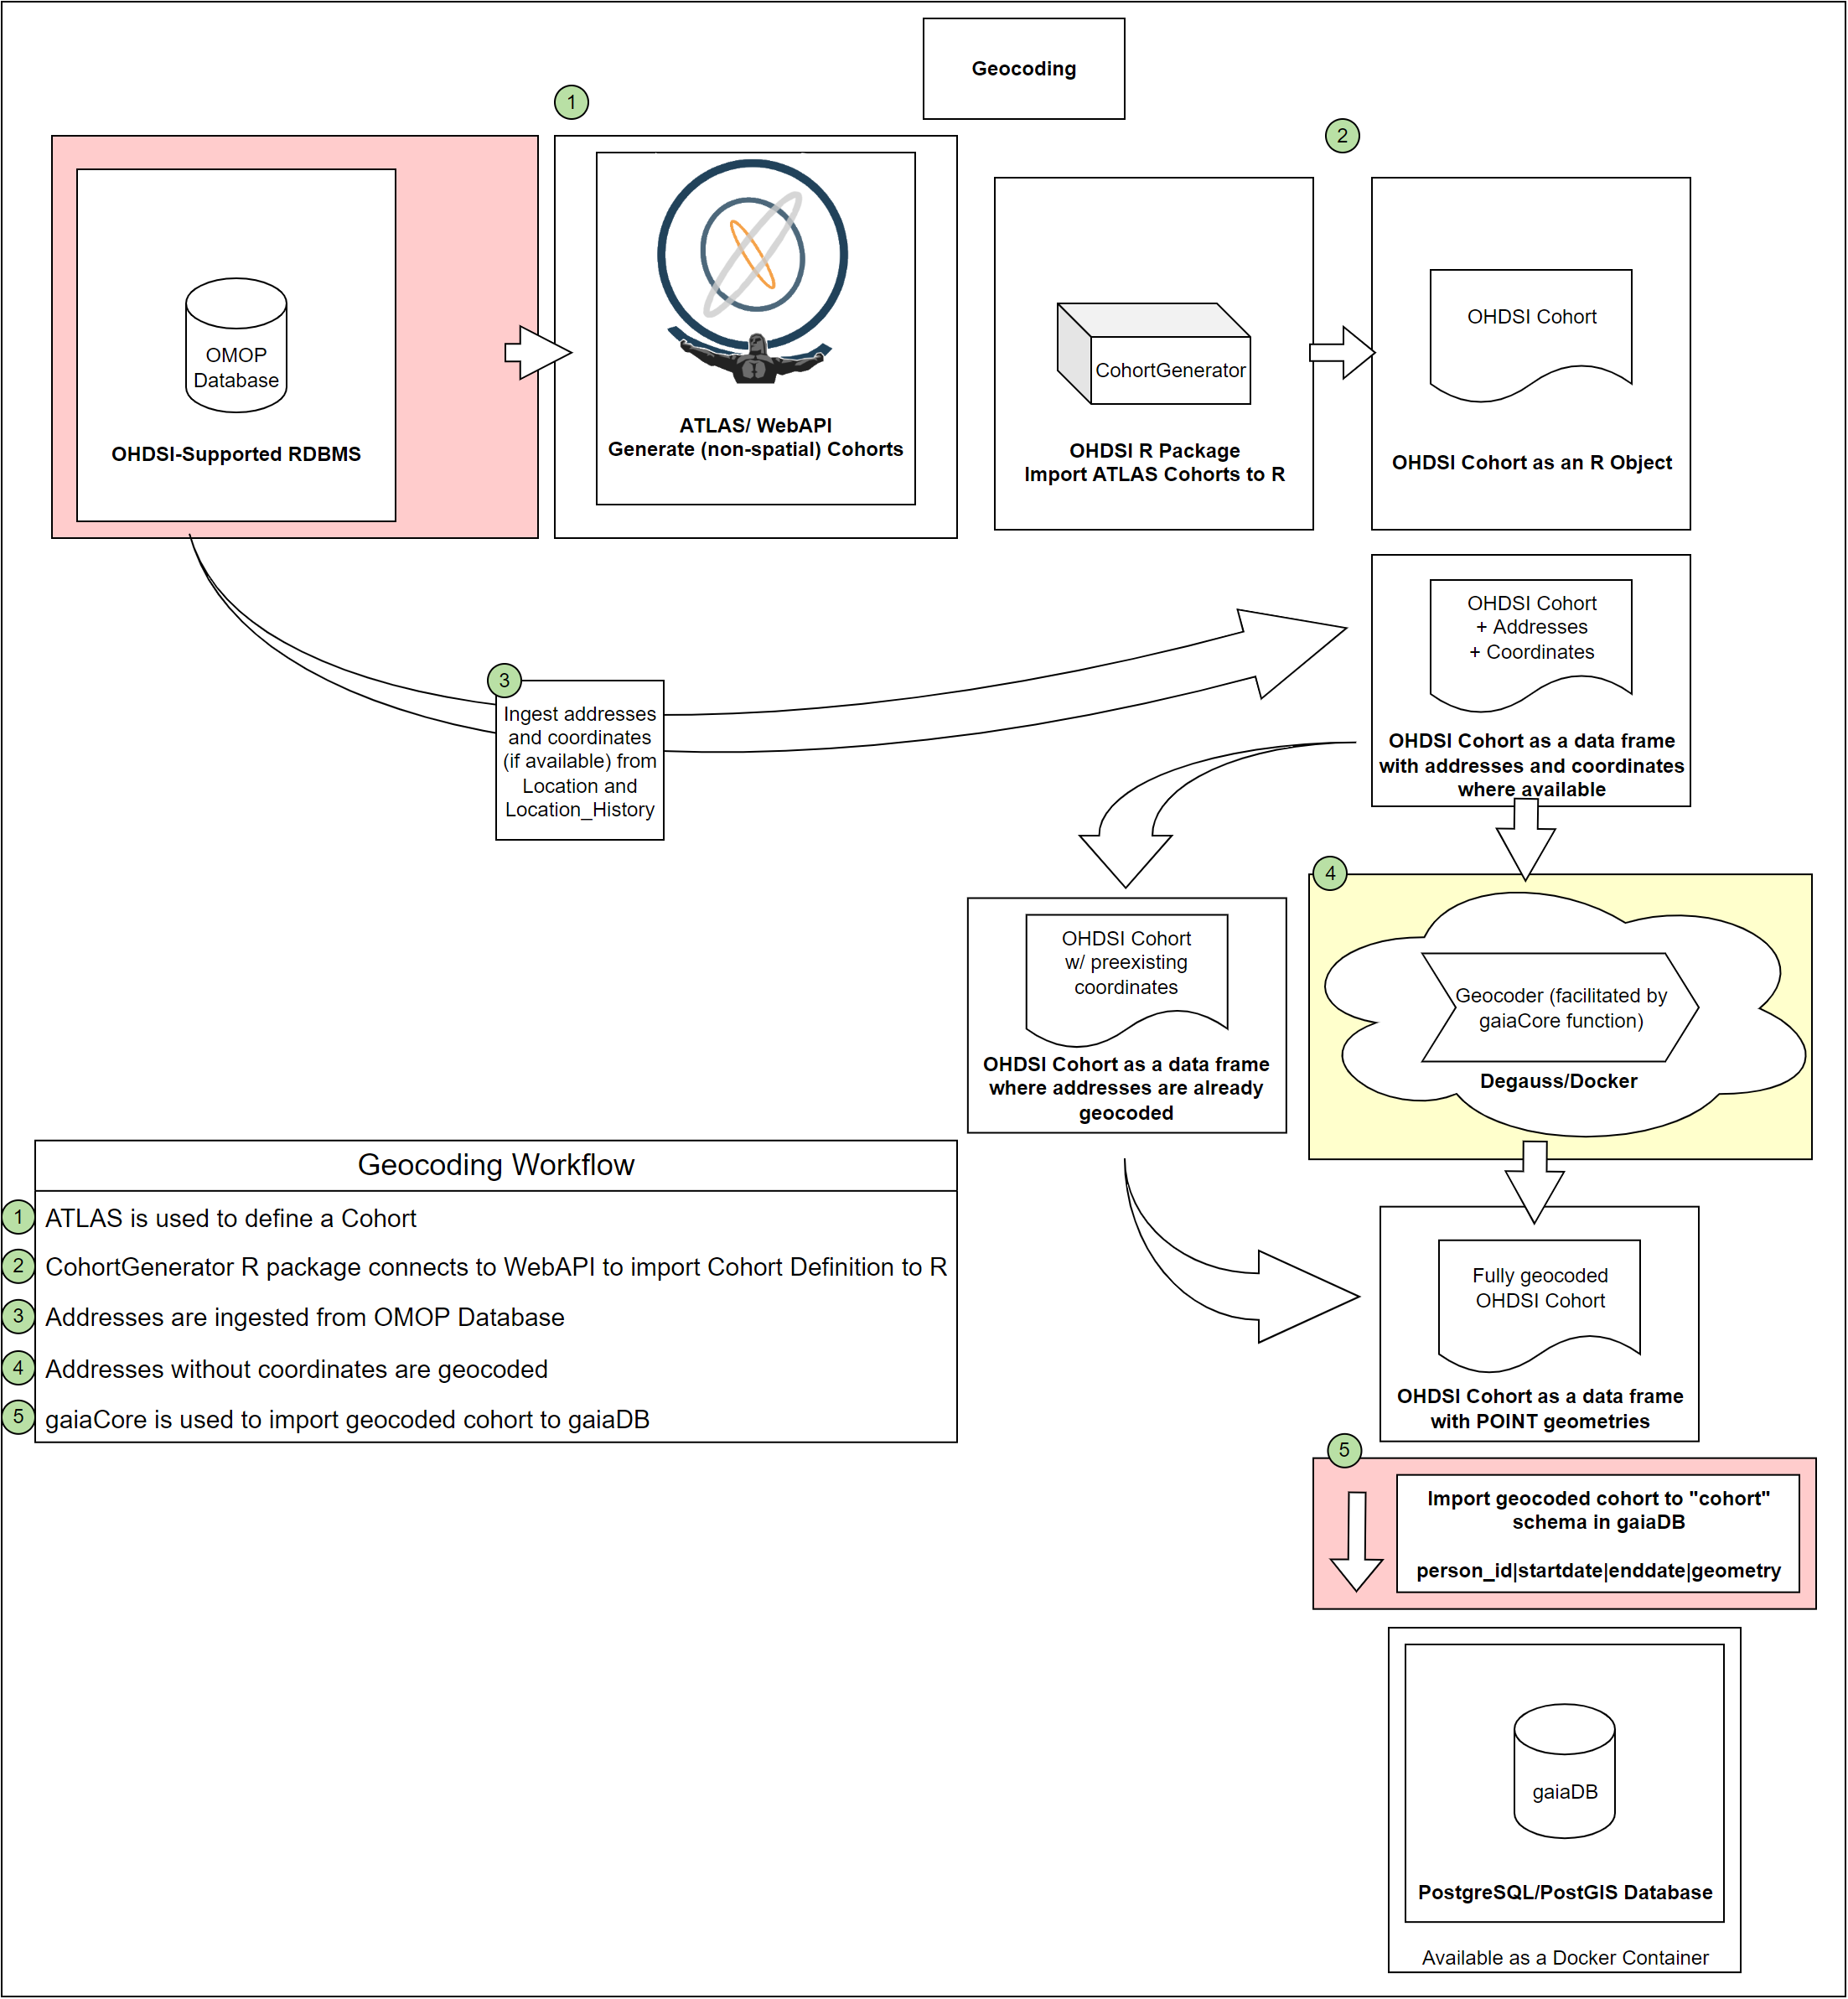 Geocoding
1
2
OMOP
Database
OHDSI-Supported RDBMS
ATLAS/ WebAPI
Generate (non-spatial) Cohorts
CohortGenerator
OHDSI R Package
Import ATLAS Cohorts to R
OHDSI Cohort
OHDSI Cohort as an R Object
3
Ingest addresses
and coordinates
(if available) from
Location and
Location_History
OHDSI Cohort
+ Addresses
+ Coordinates
OHDSI Cohort as a data frame
with addresses and coordinates
where available
OHDSI Cohort
w/ preexisting
coordinates
OHDSI Cohort as a data frame
where addresses are already
geocoded
4
Geocoder (facilitated by
gaiaCore function)
Degauss/Docker
Geocoding Workflow
1 ATLAS is used to define a Cohort
2 CohortGenerator R package connects to WebAPI to import Cohort Definition to R
3 Addresses are ingested from OMOP Database
4 Addresses without coordinates are geocoded
5 gaiaCore is used to import geocoded cohort to gaiaDB
Fully geocoded
OHDSI Cohort
OHDSI Cohort as a data frame
with POINT geometries
5
Import geocoded cohort to "cohort"
schema in gaiaDB
person_id|startdate|enddate|geometry
gaiaDB
PostgreSQL/PostGIS Database
Available as a Docker Container